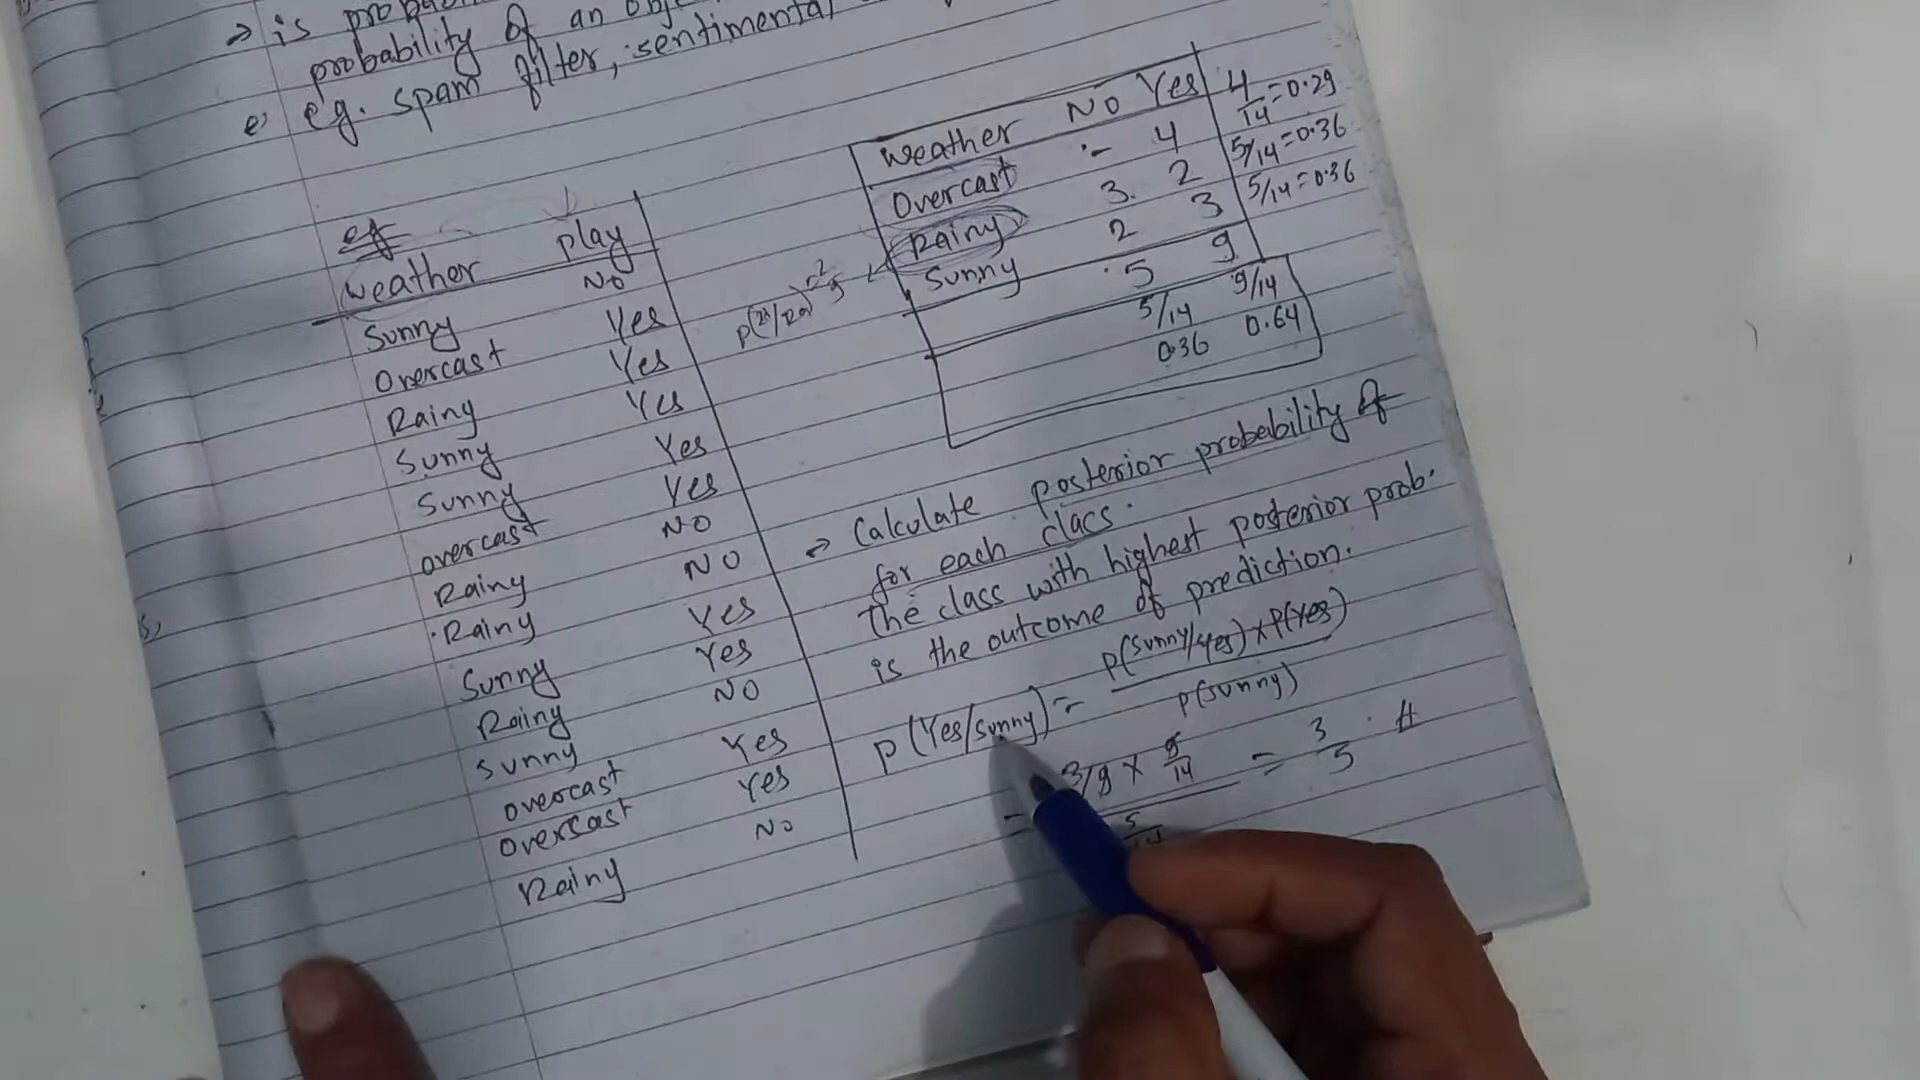 → is
probability of an
e) eg. spam filter, sentimental
eg
weather play
Sunny No
Overcast Yes
Rainy Yes
Sunny Yes
Sunny Yes
overcast Yes
Rainy NO
Rainy NO
Sunny Yes
Rainy Yes
Sunny NO
overcast Yes
overcast Yes
Rainy No
Weather NO Yes
Overcast - 4 4/14=0.29
Rainy 3 2 5/14=0.36
Sunny 2 3 5/14=0.36
5 9
5/14 9/14
0.36 0.64
→ Calculate posterior probability of
for each class.
The class with highest posterior prob.
is the outcome of prediction.
P(Yes/Sunny) = P(Sunny/Yes) x P(Yes)
P(Sunny)
= 3/9 x 9/14 = 3/5 #
5